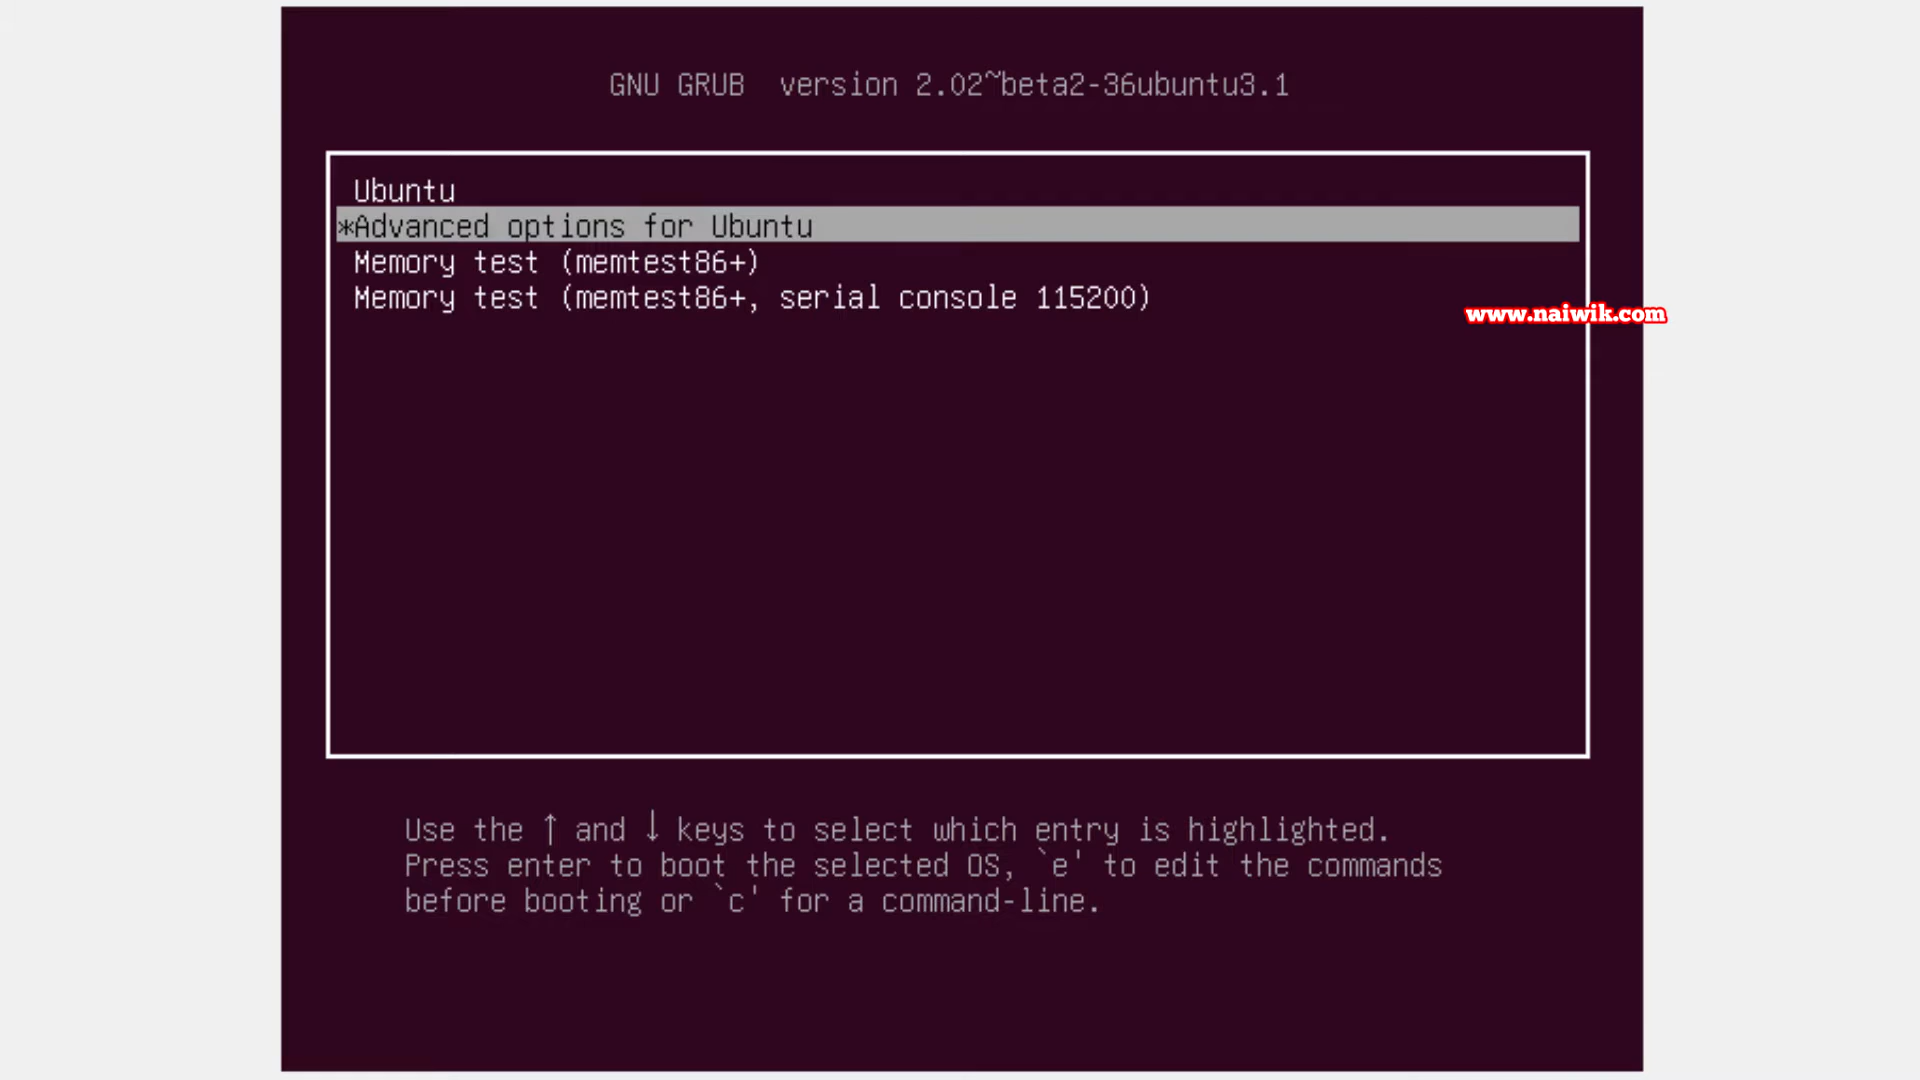 GNU GRUB  version 2.02~beta2-36ubuntu3.1
Ubuntu
*Advanced options for Ubuntu
Memory test (memtest86+)
Memory test (memtest86+, serial console 115200)
www.naiwik.com
Use the ↑ and ↓ keys to select which entry is highlighted.
Press enter to boot the selected OS, `e' to edit the commands
before booting or `c' for a command-line.